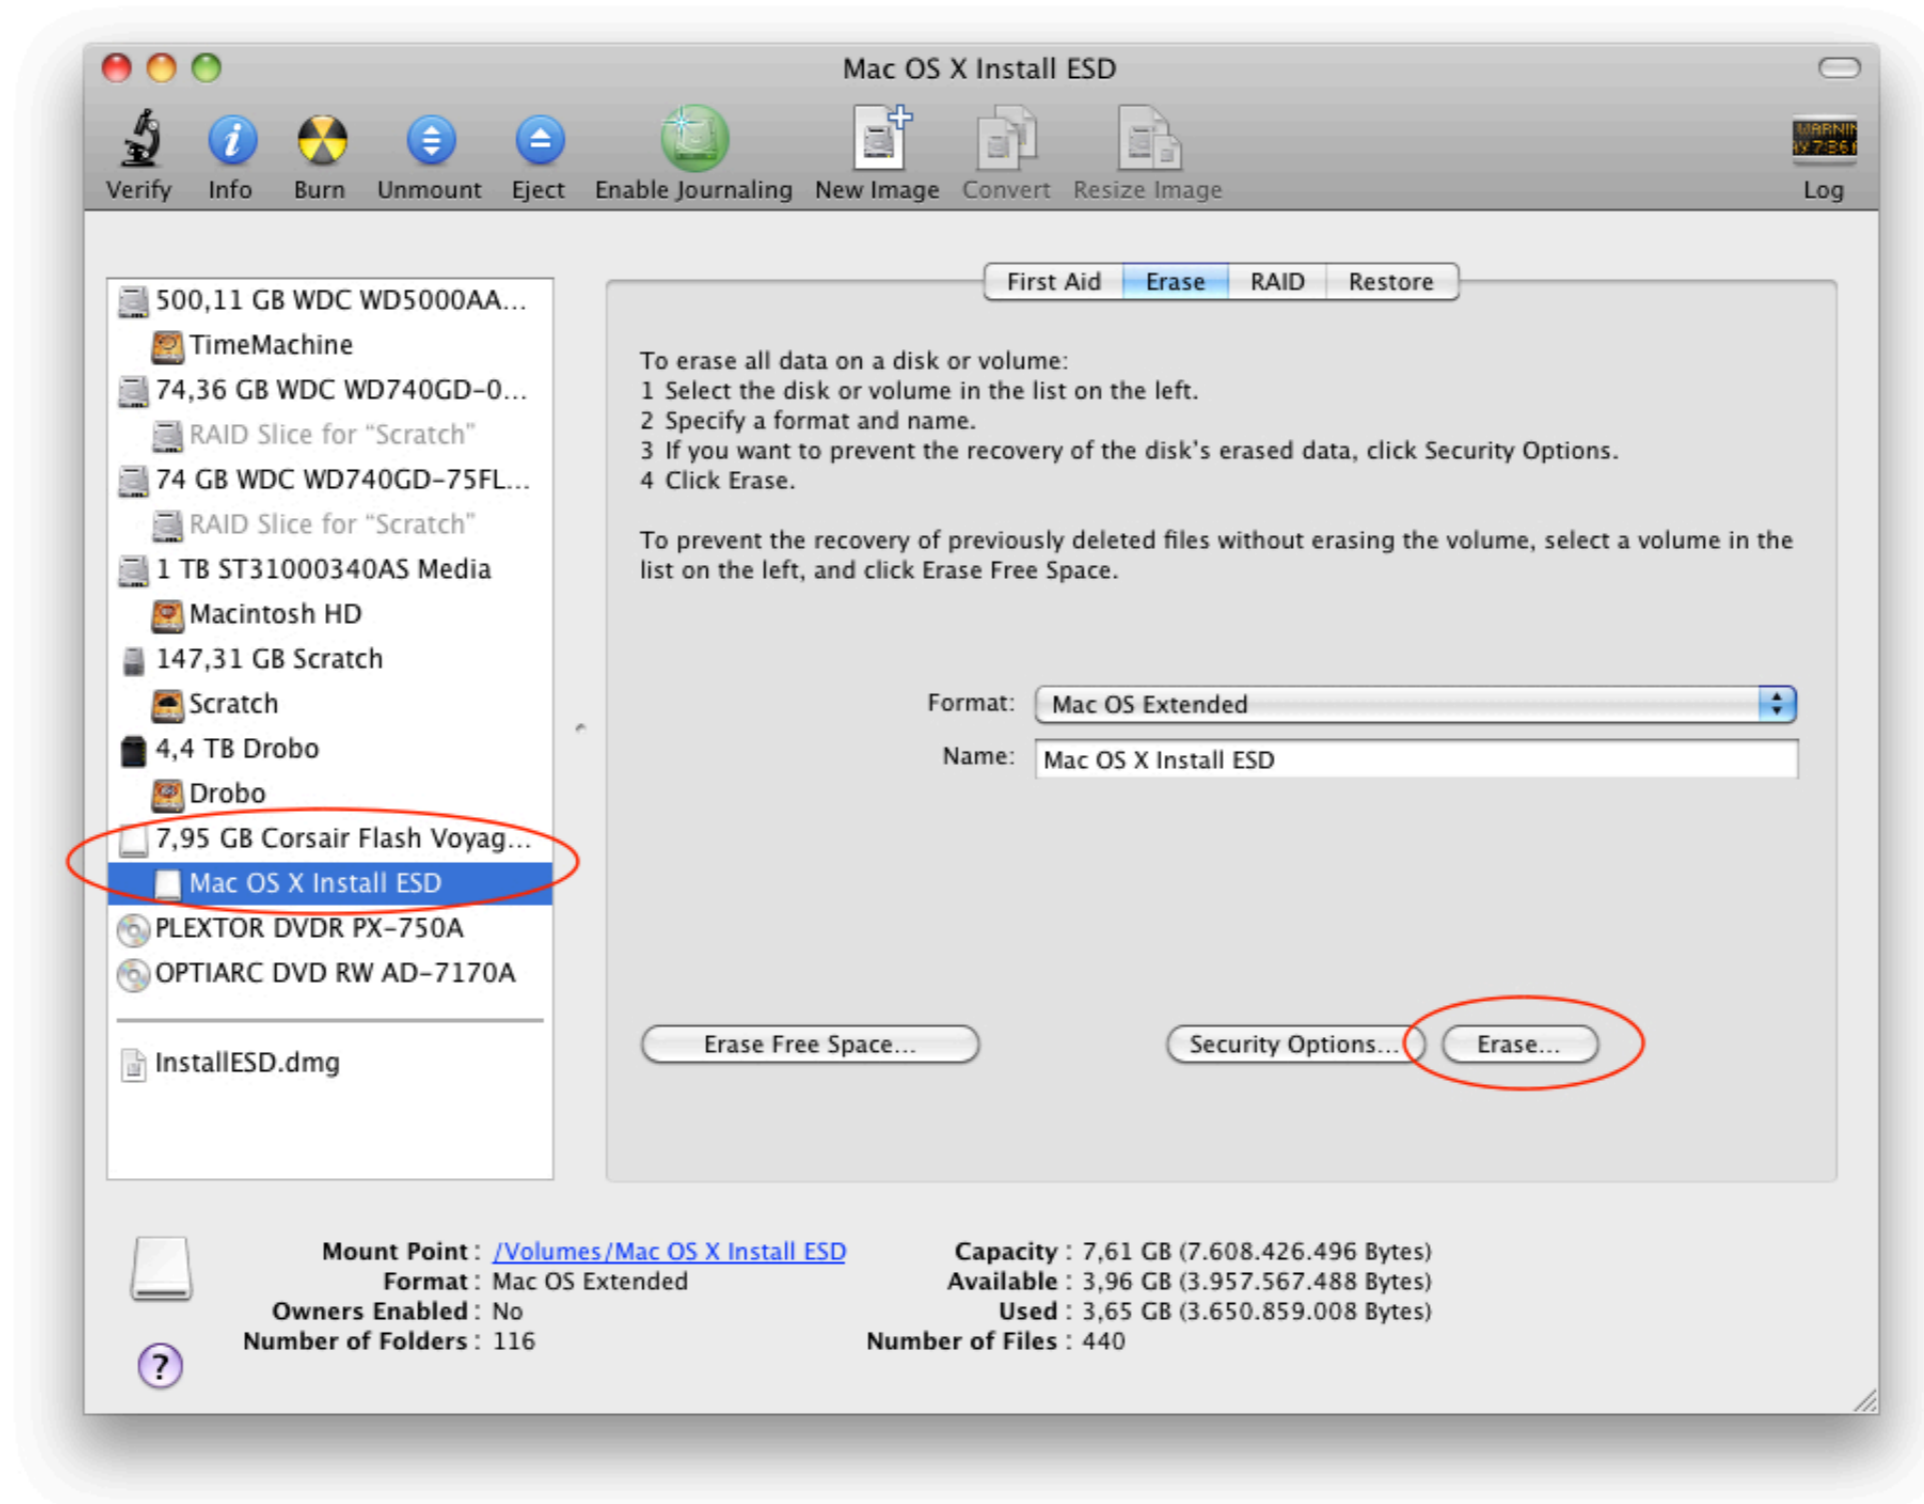 Mac OS X Install ESD
Verify Info Burn Unmount Eject Enable Journaling New Image Convert Resize Image Log
WARNIN
AY 7:36 A
First Aid Erase RAID Restore
500,11 GB WDC WD5000AA...
TimeMachine
74,36 GB WDC WD740GD-0...
RAID Slice for “Scratch”
74 GB WDC WD740GD-75FL...
RAID Slice for “Scratch”
1 TB ST31000340AS Media
Macintosh HD
147,31 GB Scratch
Scratch
4,4 TB Drobo
Drobo
7,95 GB Corsair Flash Voyag...
Mac OS X Install ESD
PLEXTOR DVDR PX-750A
OPTIARC DVD RW AD-7170A
InstallESD.dmg
To erase all data on a disk or volume:
1 Select the disk or volume in the list on the left.
2 Specify a format and name.
3 If you want to prevent the recovery of the disk’s erased data, click Security Options.
4 Click Erase.
To prevent the recovery of previously deleted files without erasing the volume, select a volume in the
list on the left, and click Erase Free Space.
Format: Mac OS Extended
Name: Mac OS X Install ESD
Erase Free Space... Security Options... Erase...
Mount Point : /Volumes/Mac OS X Install ESD
Format : Mac OS Extended
Owners Enabled : No
Number of Folders : 116
Capacity : 7,61 GB (7.608.426.496 Bytes)
Available : 3,96 GB (3.957.567.488 Bytes)
Used : 3,65 GB (3.650.859.008 Bytes)
Number of Files : 440
?